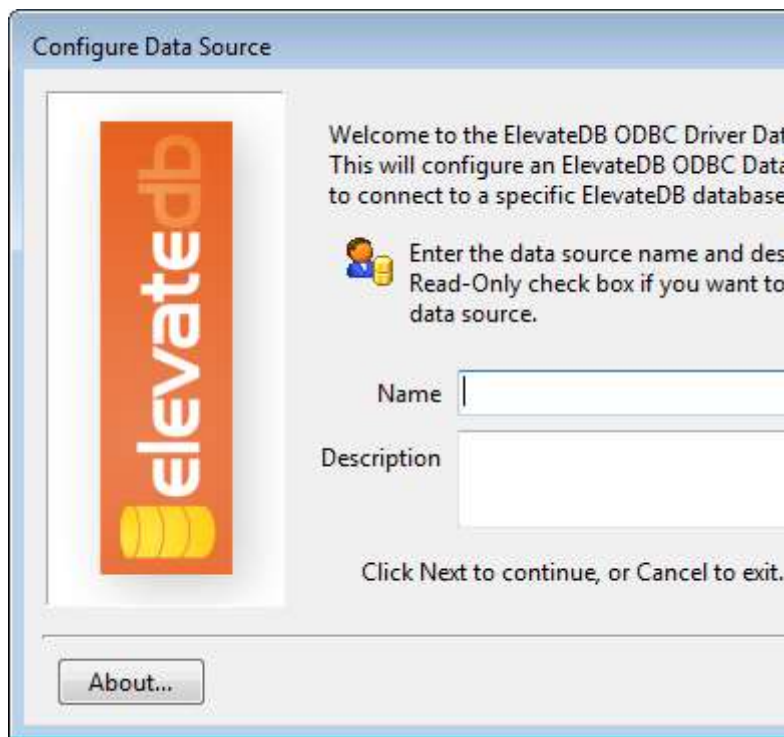 Configure Data Source
elevatedb
Welcome to the ElevateDB ODBC Driver Dat
This will configure an ElevateDB ODBC Data
to connect to a specific ElevateDB database
Enter the data source name and des
Read-Only check box if you want to
data source.
Name
Description
Click Next to continue, or Cancel to exit.
About...